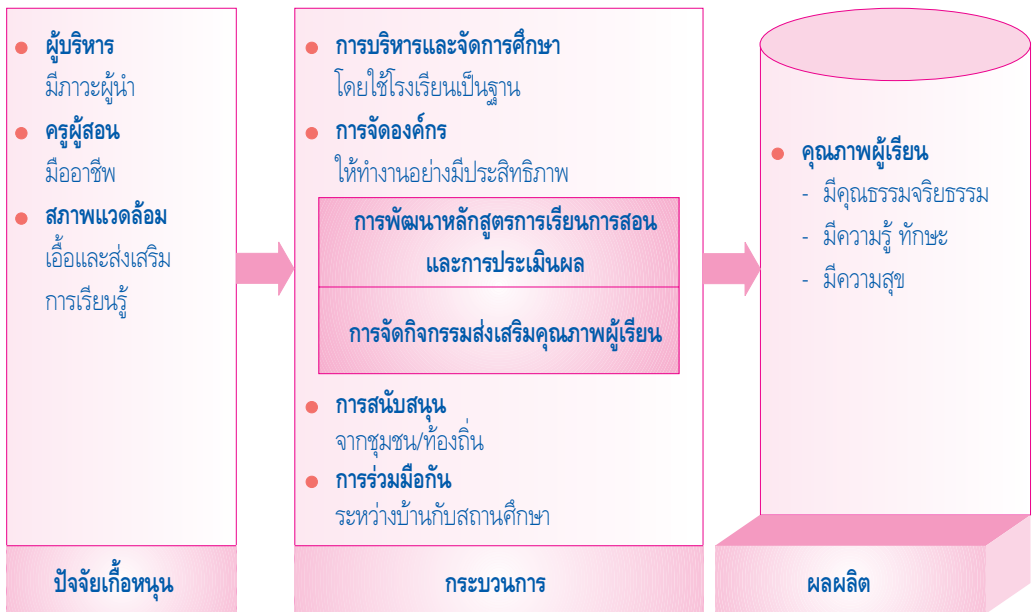 ผู้บริหาร
มีภาวะผู้นำ
ครูผู้สอน
มืออาชีพ
สภาพแวดล้อม
เอื้อและส่งเสริม
การเรียนรู้
ปัจจัยเกื้อหนุน
การบริหารและจัดการศึกษา
โดยใช้โรงเรียนเป็นฐาน
การจัดองค์กร
ให้ทำงานอย่างมีประสิทธิภาพ
การพัฒนาหลักสูตรการเรียนการสอน
และการประเมินผล
การจัดกิจกรรมส่งเสริมคุณภาพผู้เรียน
การสนับสนุน
จากชุมชน/ท้องถิ่น
การร่วมมือกัน
ระหว่างบ้านกับสถานศึกษา
กระบวนการ
คุณภาพผู้เรียน
- มีคุณธรรมจริยธรรม
- มีความรู้ ทักษะ
- มีความสุข
ผลผลิต